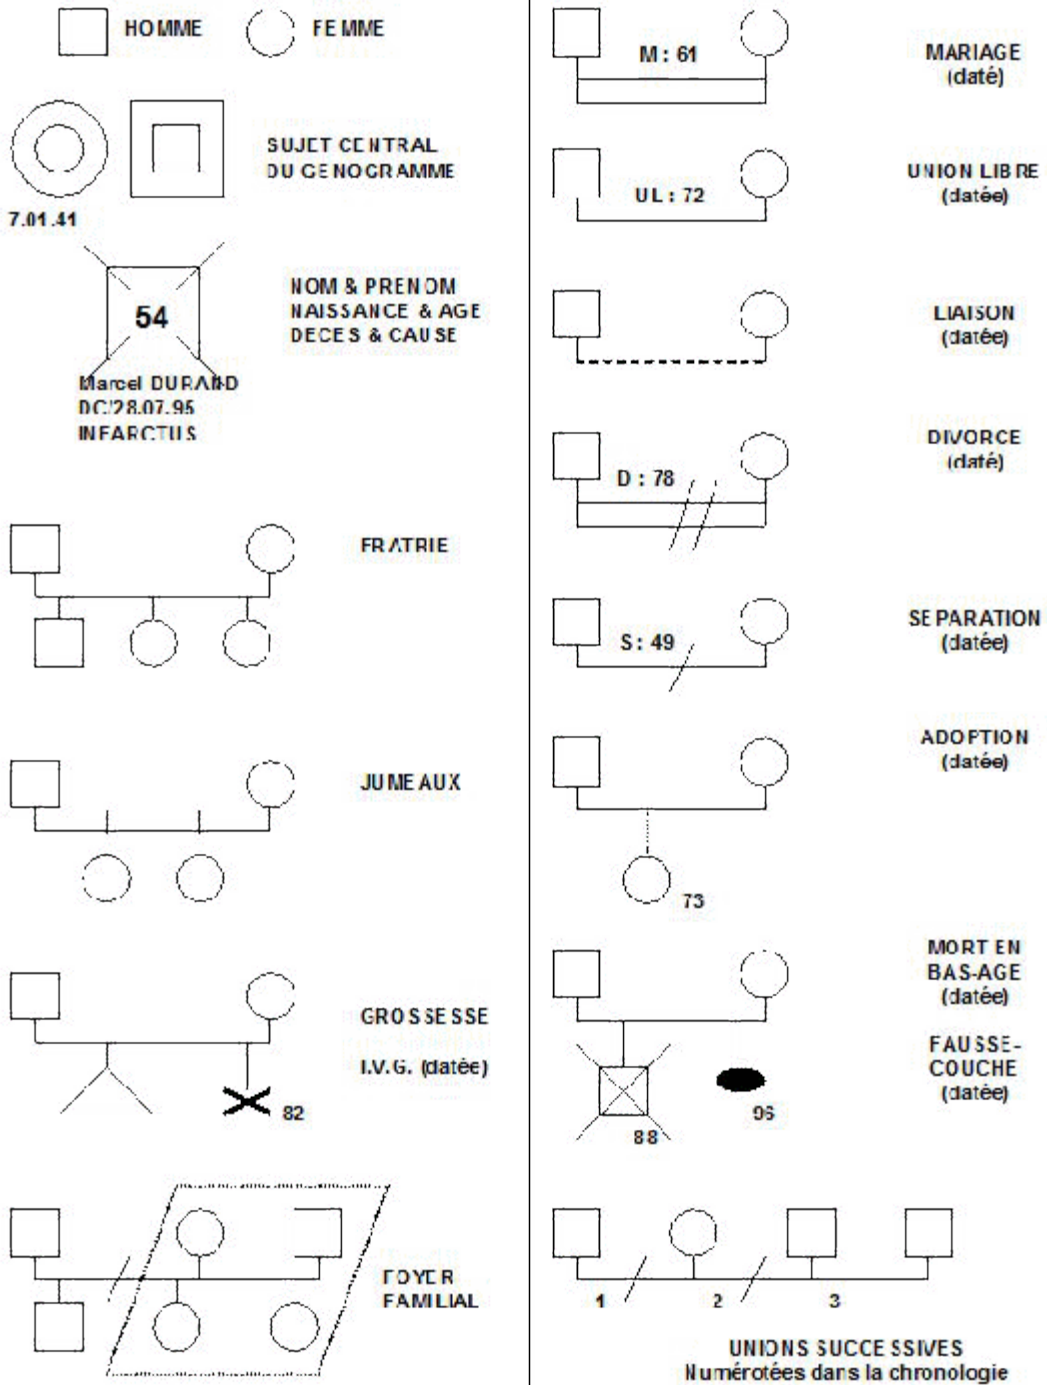 HOMME
FEMME
SUJET CENTRAL
DU GENOGRAMME
7.01.41
NOM & PRENOM
NAISSANCE & AGE
DECES & CAUSE
54
Marcel DURAND
DC/28.07.95
INFARCTUS
FRATRIE
JUMEAUX
GROSSESSE
I.V.G. (datée)
82
FOYER
FAMILIAL
M : 61
MARIAGE
(daté)
UL : 72
UNION LIBRE
(datée)
LIAISON
(datée)
D : 78
DIVORCE
(daté)
S : 49
SEPARATION
(datée)
ADOPTION
(datée)
73
MORT EN
BAS-AGE
(datée)
FAUSSE-
COUCHE
(datée)
88
96
1
2
3
UNIONS SUCCESSIVES
Numérotées dans la chronologie